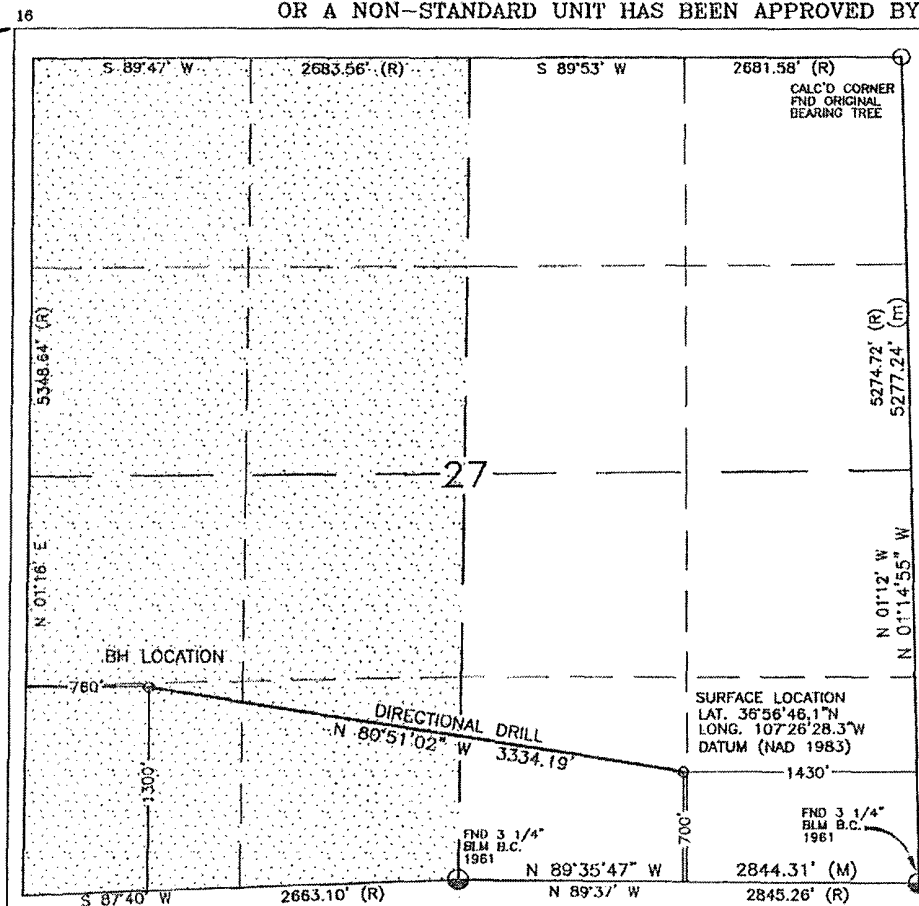 16
OR A NON-STANDARD UNIT HAS BEEN APPROVED BY
S 89°47' W
2683.56' (R)
S 89°53' W
2681.58' (R)
CALC'D CORNER
FND ORIGINAL
BEARING TREE
5348.64' (R)
5274.72' (R)
5277.24' (m)
27
N 01°16' E
N 01°12' W
N 01°14'55" W
BH LOCATION
760'
DIRECTIONAL DRILL
N 80°51'02" W
3334.19'
SURFACE LOCATION
LAT. 36°56'46.1"N
LONG. 107°26'28.3"W
DATUM (NAD 1983)
1430'
1300'
700'
FND 3 1/4"
BLM B.C.
1961
FND 3 1/4"
BLM B.C.
1961
N 89°35'47" W
2844.31' (M)
S 87°40' W
2663.10' (R)
N 89°37' W
2845.26' (R)